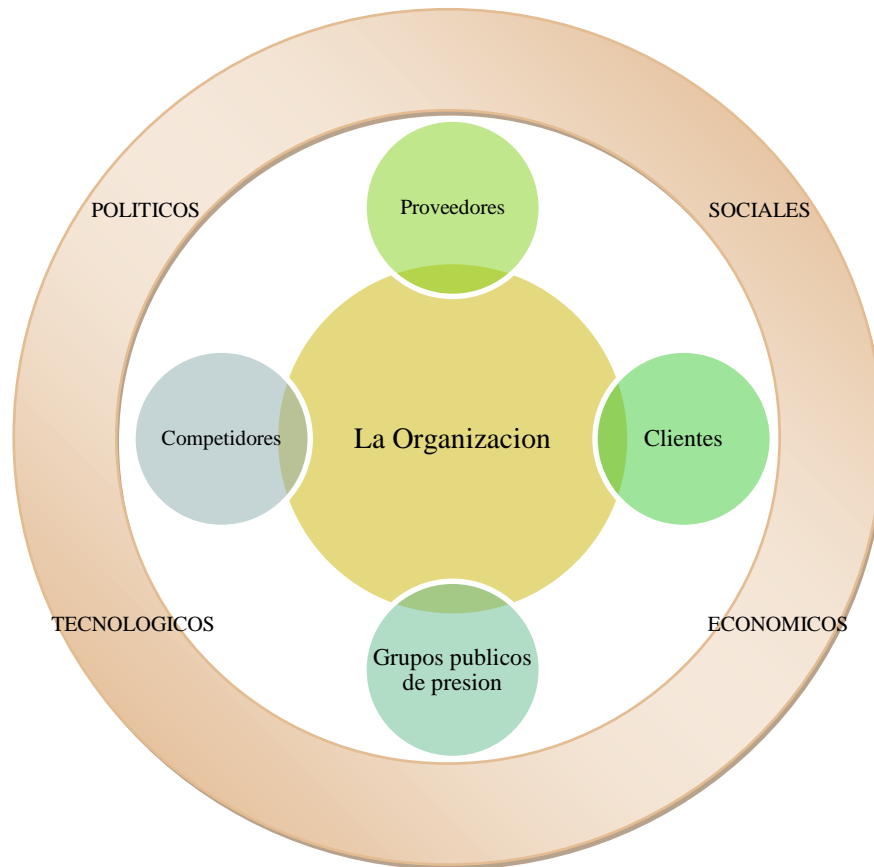 Proveedores
POLITICOS
SOCIALES
Competidores
La Organizacion
Clientes
TECNOLOGICOS
ECONOMICOS
Grupos publicos
de presion